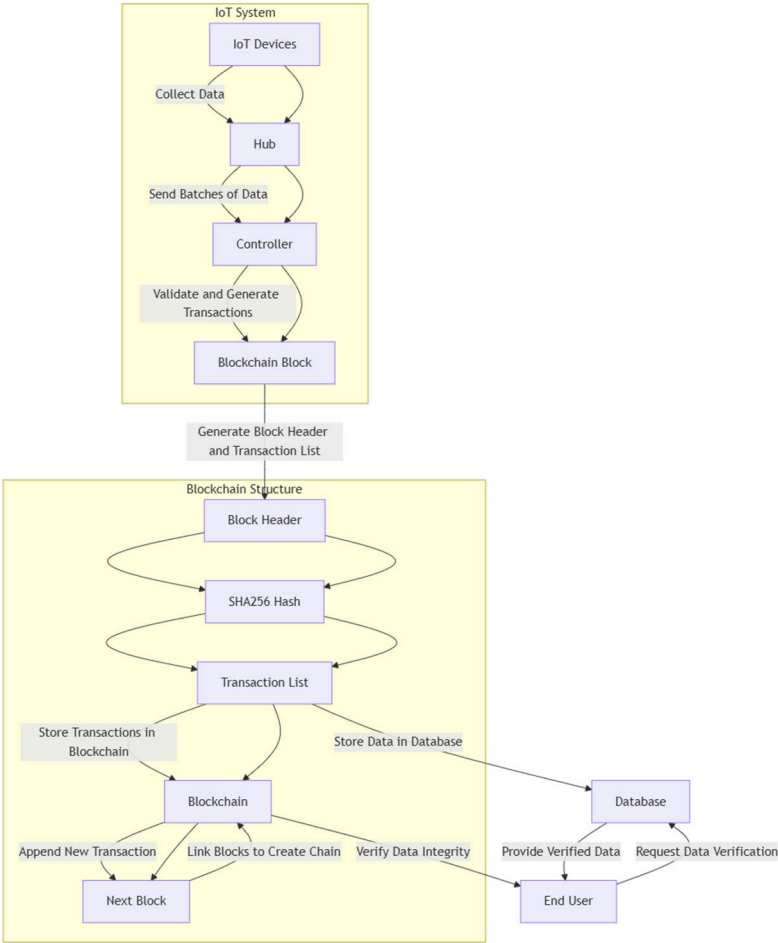 IoT System
IoT Devices
Collect Data
Hub
Send Batches of Data
Controller
Validate and Generate
Transactions
Blockchain Block
Generate Block Header
and Transaction List
Blockchain Structure
Block Header
SHA256 Hash
Transaction List
Store Transactions in
Blockchain
Store Data in Database
Blockchain
Database
Append New Transaction
Link Blocks to Create Chain
Verify Data Integrity
Provide Verified Data
Request Data Verification
Next Block
End User